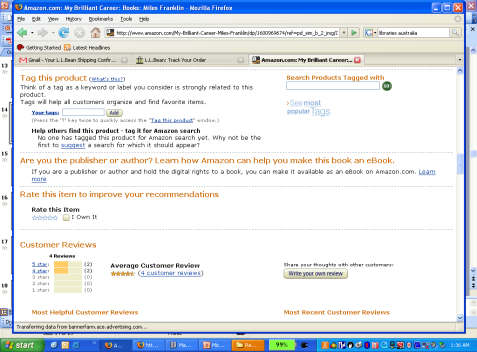 Amazon.com: My Brilliant Career: Books: Miles Franklin - Mozilla Firefox
File Edit View History Bookmarks Tools Help
http://www.amazon.com/My-Brilliant-Career-Miles-Franklin/dp/1600969674/ref=pd_sim_b_2_img libraries australia
Getting Started Latest Headlines
Gmail - Your L.L.Bean Shipping Confir... L.L.Bean: Track Your Order Amazon.com: My Brilliant Career:...
Tag this product (What's this?)
Search Products Tagged with
GO
Think of a tag as a keyword or label you consider is strongly related to this
product.
Tags will help all customers organize and find favorite items.
Your tags: Add
(Press the 'T' key twice to quickly access the "Tag this product" window.)
See most
popular Tags
Help others find this product - tag it for Amazon search
No one has tagged this product for Amazon search yet. Why not be the
first to suggest a search for which it should appear?
Are you the publisher or author? Learn how Amazon can help you make this book an eBook.
If you are a publisher or author and hold the digital rights to a book, you can make it available as an eBook on Amazon.com. Learn
more
Rate this item to improve your recommendations
Rate this item
I Own It
Customer Reviews
4 Reviews
5 star: (2)
4 star: (2)
3 star: (0)
2 star: (0)
1 star: (0)
Average Customer Review
(4 customer reviews)
Share your thoughts with other customers:
Write your own review
Most Helpful Customer Reviews
Most Recent Customer Reviews
Transferring data from bannerfarm.ace.advertising.com...
13
14
15
16
17
18
start
99%
1:36 AM